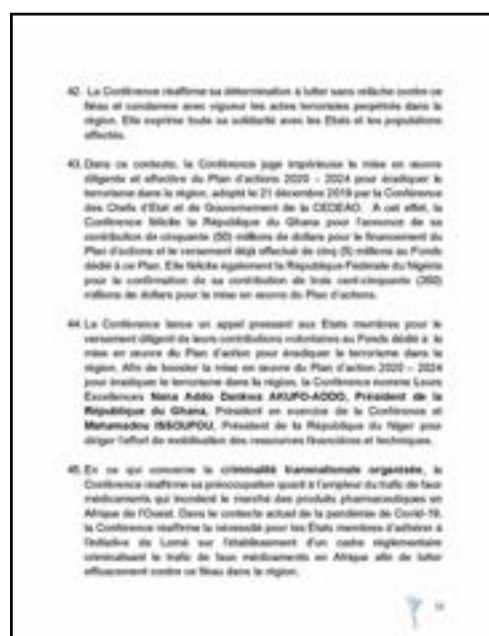 42. La Conférence réaffirme sa détermination à lutter sans relâche contre ce
fléau et condamne avec vigueur les actes terroristes perpétrés dans la
région. Elle exprime toute sa solidarité avec les Etats et les populations
affectés.
43. Dans ce contexte, la Conférence juge impérieuse la mise en œuvre
diligente et effective du Plan d'actions 2020 – 2024 pour éradiquer le
terrorisme dans la région, adopté le 21 décembre 2019 par la Conférence
des Chefs d'Etat et de Gouvernement de la CEDEAO. A cet effet, la
Conférence félicite la République du Ghana pour l'annonce de sa
contribution de cinquante (50) millions de dollars pour le financement du
Plan d'actions et le versement déjà effectué de cinq (5) millions au Fonds
dédié à ce Plan. Elle félicite également la République Fédérale du Nigéria
pour la confirmation de sa contribution de trois cent-cinquante (350)
millions de dollars pour la mise en œuvre du Plan d'actions.
44. La Conférence lance un appel pressant aux Etats membres pour le
versement diligent de leurs contributions volontaires au Fonds dédié à la
mise en œuvre du Plan d'action pour éradiquer le terrorisme dans la
région. Afin de booster la mise en œuvre du Plan d'action 2020 – 2024
pour éradiquer le terrorisme dans la région, la Conférence nomme Leurs
Excellences Nana Addo Dankwa AKUFO-ADDO, Président de la
République du Ghana, Président en exercice de la Conférence et
Mahamadou ISSOUFOU, Président de la République du Niger pour
diriger l'effort de mobilisation des ressources financières et techniques.
45. En ce qui concerne la criminalité transnationale organisée, la
Conférence réaffirme sa préoccupation quant à l'ampleur du trafic de faux
médicaments qui inondent le marché des produits pharmaceutiques en
Afrique de l'Ouest. Dans le contexte actuel de la pandémie de Covid-19,
la Conférence réaffirme la nécessité pour les États membres d'adhérer à
l'Initiative de Lomé sur l'établissement d'un cadre règlementaire
criminalisant le trafic de faux médicaments en Afrique afin de lutter
efficacement contre ce fléau dans la région.